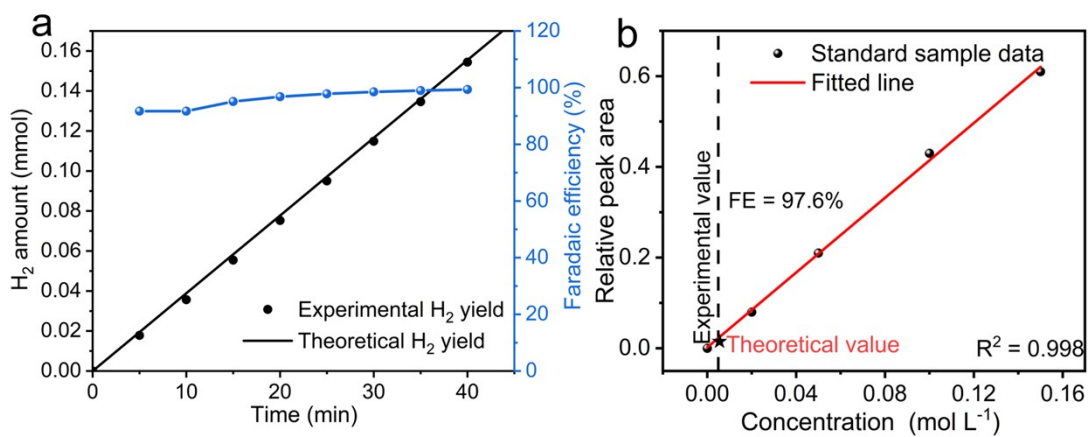 a
0.16
0.14
0.12
0.10
0.08
0.06
0.04
0.02
0.00
H₂ amount (mmol)
0
10
20
30
40
Time (min)
120
100
80
60
40
20
0
Faradaic efficiency (%)
Experimental H₂ yield
Theoretical H₂ yield
b
Standard sample data
Fitted line
0.6
0.4
0.2
0.0
Relative peak area
Experimental value
FE = 97.6%
Theoretical value
R² = 0.998
0.00
0.04
0.08
0.12
0.16
Concentration (mol L⁻¹)